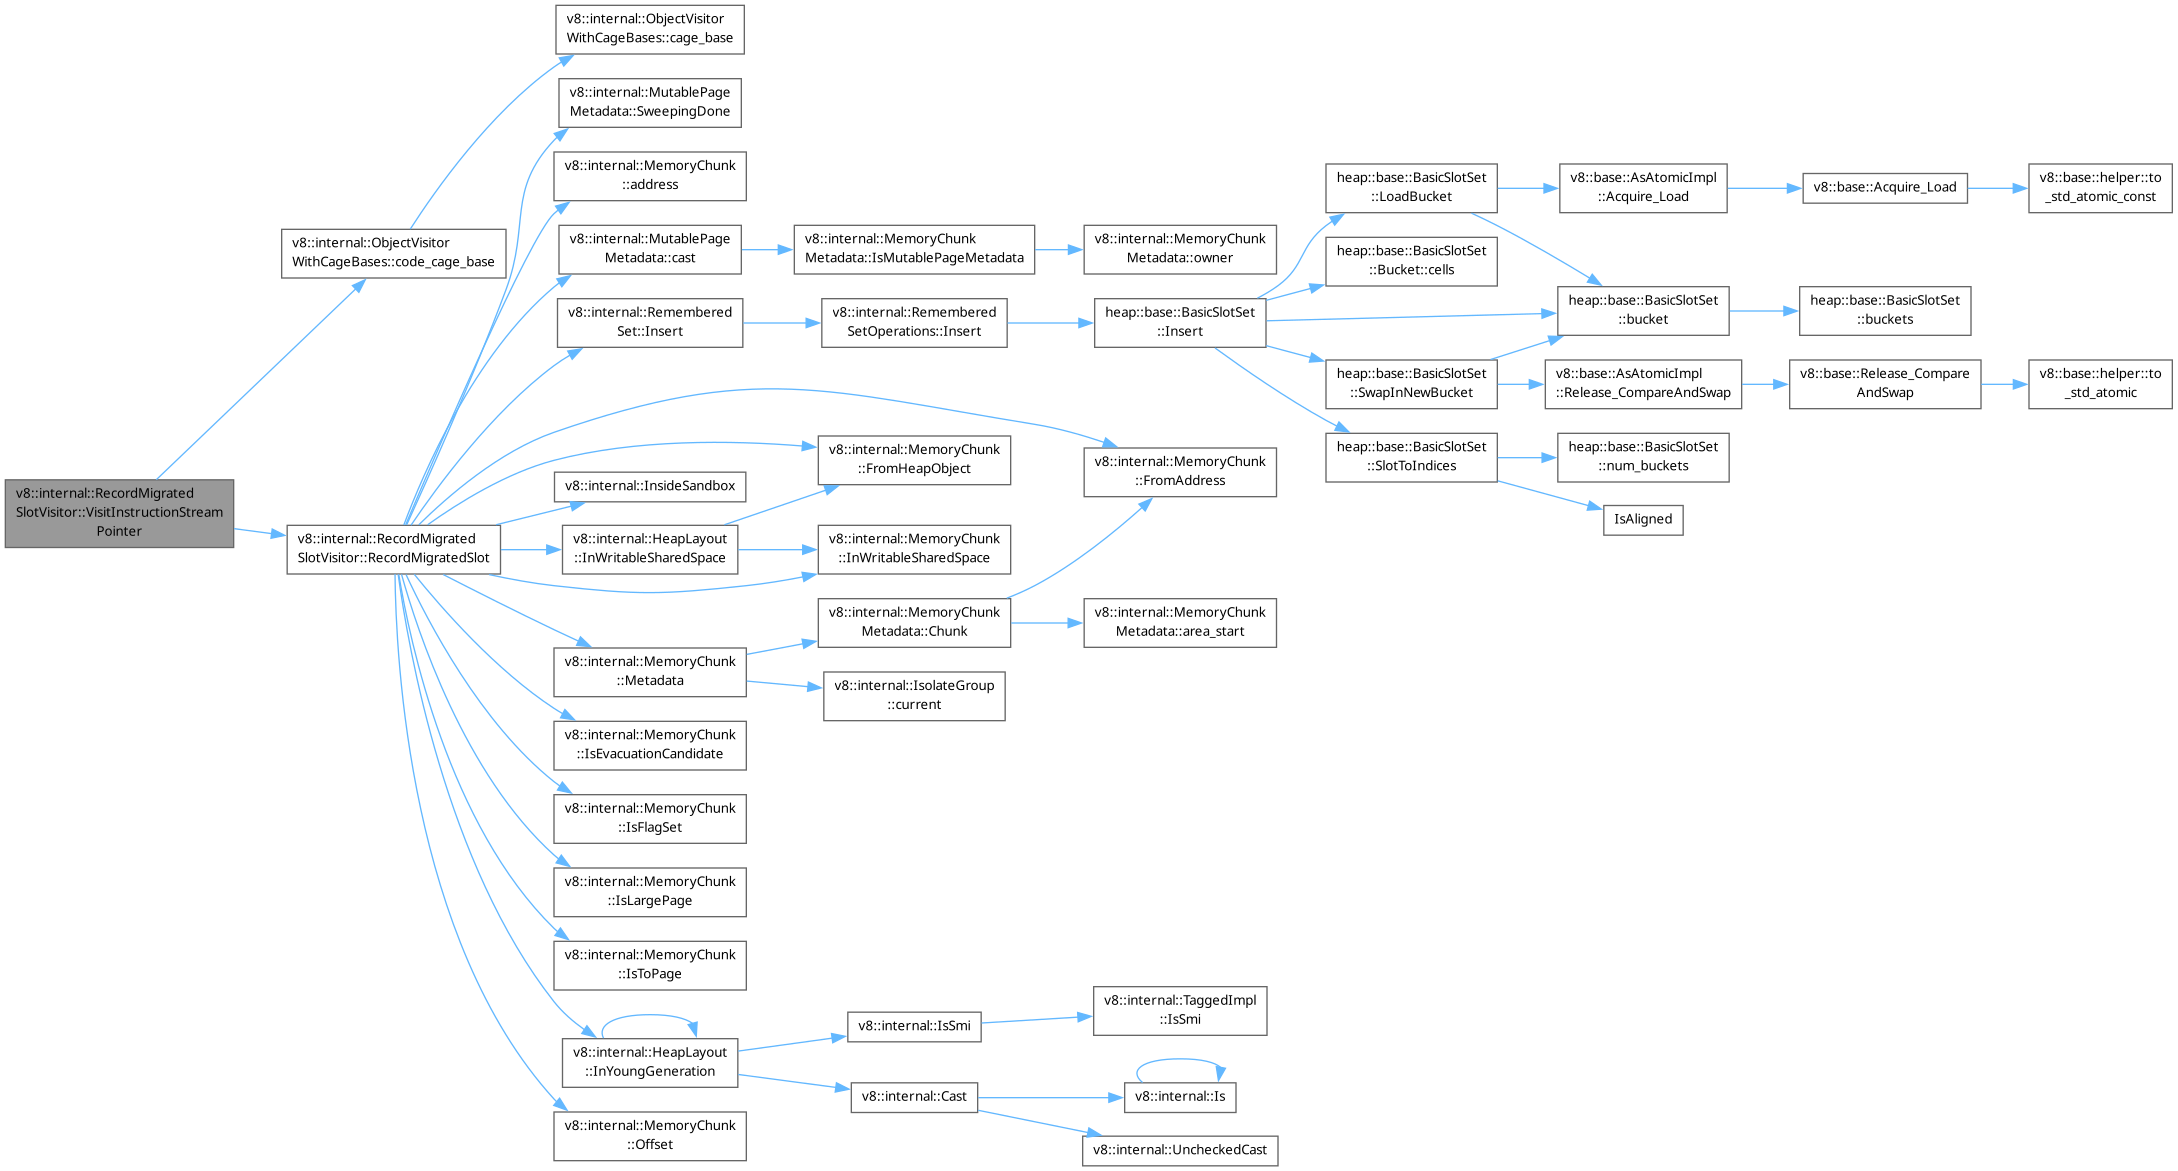 v8::internal::ObjectVisitor
WithCageBases::cage_base
v8::internal::MutablePage
Metadata::SweepingDone
v8::internal::MemoryChunk
::address
v8::internal::ObjectVisitor
WithCageBases::code_cage_base
v8::internal::MutablePage
Metadata::cast
v8::internal::MemoryChunk
Metadata::IsMutablePageMetadata
v8::internal::MemoryChunk
Metadata::owner
heap::base::BasicSlotSet
::LoadBucket
v8::base::AsAtomicImpl
::Acquire_Load
v8::base::Acquire_Load
v8::base::helper::to
_std_atomic_const
heap::base::BasicSlotSet
::Bucket::cells
v8::internal::Remembered
Set::Insert
v8::internal::Remembered
SetOperations::Insert
heap::base::BasicSlotSet
::Insert
heap::base::BasicSlotSet
::bucket
heap::base::BasicSlotSet
::buckets
heap::base::BasicSlotSet
::SwapInNewBucket
v8::base::AsAtomicImpl
::Release_CompareAndSwap
v8::base::Release_Compare
AndSwap
v8::base::helper::to
_std_atomic
v8::internal::MemoryChunk
::FromHeapObject
v8::internal::MemoryChunk
::FromAddress
heap::base::BasicSlotSet
::SlotToIndices
heap::base::BasicSlotSet
::num_buckets
IsAligned
v8::internal::RecordMigrated
SlotVisitor::VisitInstructionStream
Pointer
v8::internal::InsideSandbox
v8::internal::RecordMigrated
SlotVisitor::RecordMigratedSlot
v8::internal::HeapLayout
::InWritableSharedSpace
v8::internal::MemoryChunk
::InWritableSharedSpace
v8::internal::MemoryChunk
Metadata::Chunk
v8::internal::MemoryChunk
Metadata::area_start
v8::internal::MemoryChunk
::Metadata
v8::internal::IsolateGroup
::current
v8::internal::MemoryChunk
::IsEvacuationCandidate
v8::internal::MemoryChunk
::IsFlagSet
v8::internal::MemoryChunk
::IsLargePage
v8::internal::MemoryChunk
::IsToPage
v8::internal::HeapLayout
::InYoungGeneration
v8::internal::IsSmi
v8::internal::TaggedImpl
::IsSmi
v8::internal::Cast
v8::internal::Is
v8::internal::UncheckedCast
v8::internal::MemoryChunk
::Offset